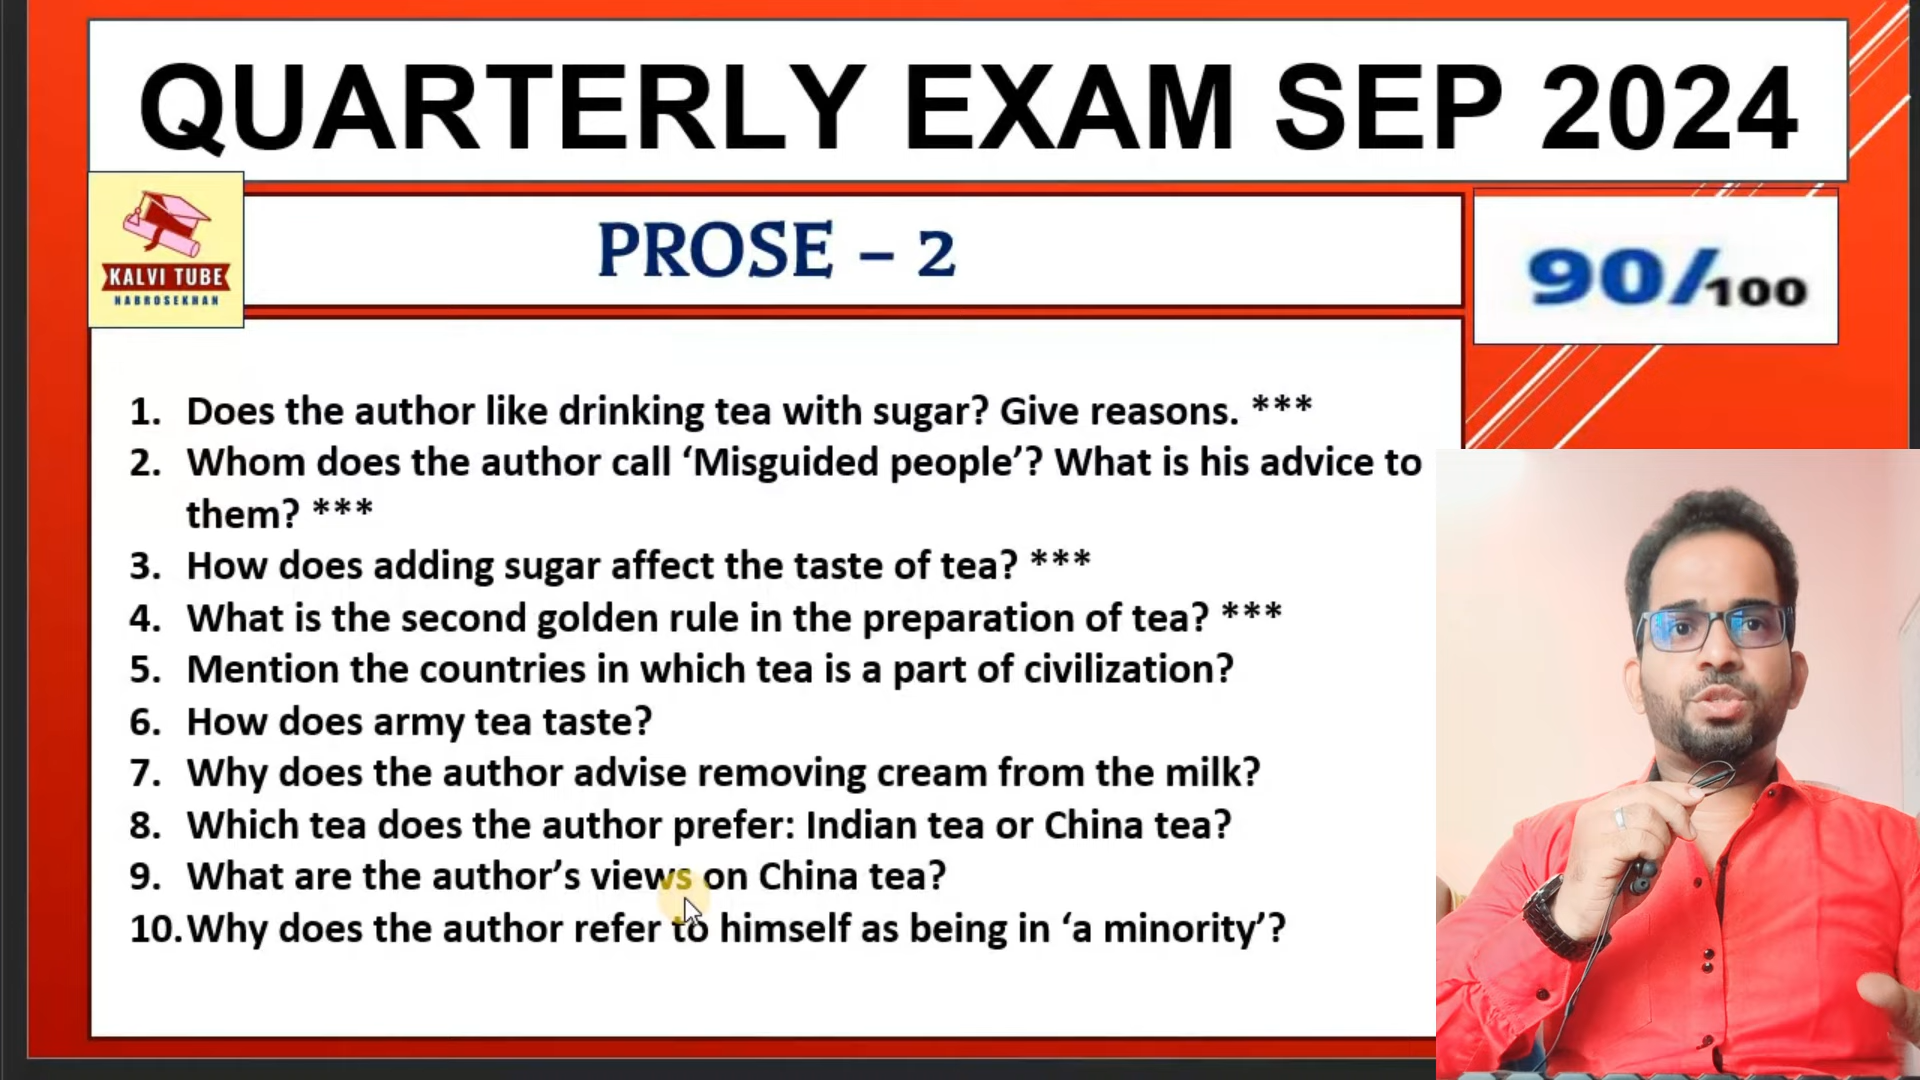 QUARTERLY EXAM SEP 2024
KALVI TUBE
NABROSEKHAN
PROSE – 2
90/100
1. Does the author like drinking tea with sugar? Give reasons. ***
2. Whom does the author call ‘Misguided people’? What is his advice to
them? ***
3. How does adding sugar affect the taste of tea? ***
4. What is the second golden rule in the preparation of tea? ***
5. Mention the countries in which tea is a part of civilization?
6. How does army tea taste?
7. Why does the author advise removing cream from the milk?
8. Which tea does the author prefer: Indian tea or China tea?
9. What are the author’s views on China tea?
10. Why does the author refer to himself as being in ‘a minority’?